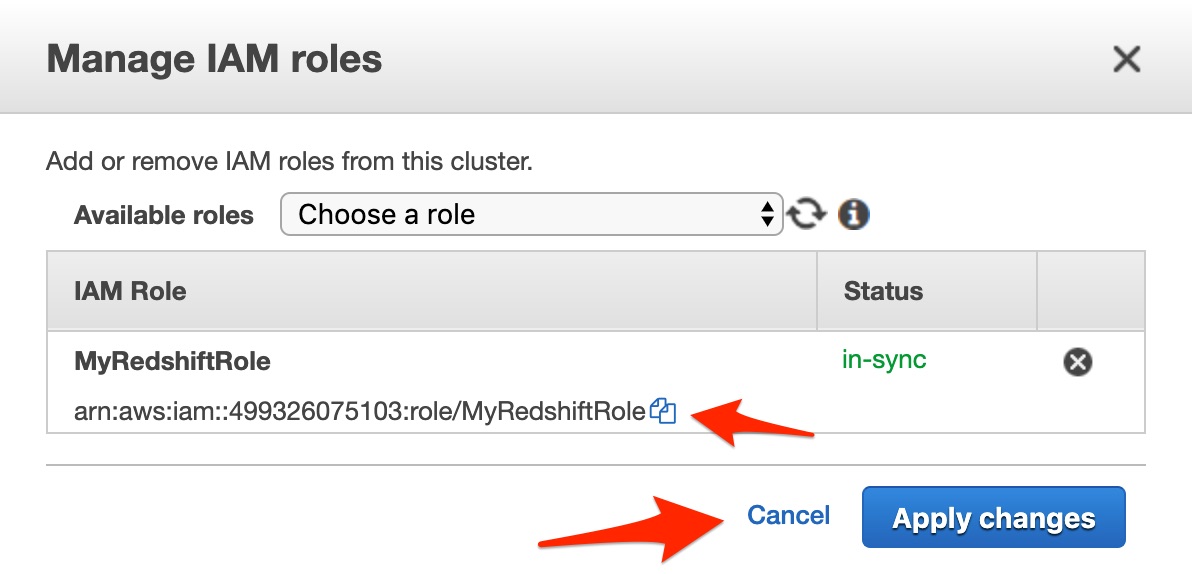 Manage IAM roles
Add or remove IAM roles from this cluster.
Available roles Choose a role
IAM Role Status
MyRedshiftRole in-sync
arn:aws:iam::499326075103:role/MyRedshiftRole
Cancel Apply changes